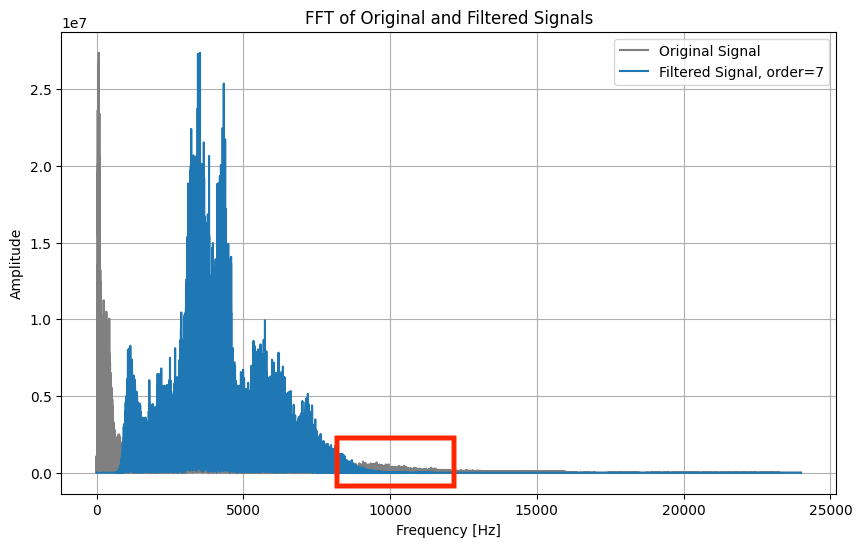 FFT of Original and Filtered Signals
1e7
Original Signal
Filtered Signal, order=7
2.5
2.0
1.5
1.0
0.5
0.0
Amplitude
0 5000 10000 15000 20000 25000
Frequency [Hz]